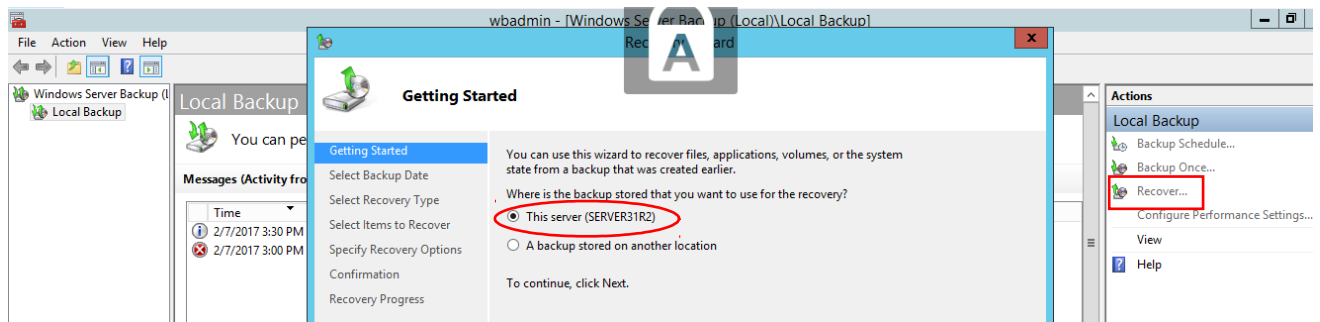 wbadmin - [Windows Se ver Bac up (Local)\Local Backup]
File Action View Help
Windows Server Backup (L
Local Backup
Local Backup
You can pe
Messages (Activity fro
Time
2/7/2017 3:30 PM
2/7/2017 3:00 PM
A
Getting Started
Getting Started
Select Backup Date
Select Recovery Type
Select Items to Recover
Specify Recovery Options
Confirmation
Recovery Progress
You can use this wizard to recover files, applications, volumes, or the system
state from a backup that was created earlier.
Where is the backup stored that you want to use for the recovery?
This server (SERVER31R2)
A backup stored on another location
To continue, click Next.
Actions
Local Backup
Backup Schedule...
Backup Once...
Recover...
Configure Performance Settings...
View
Help